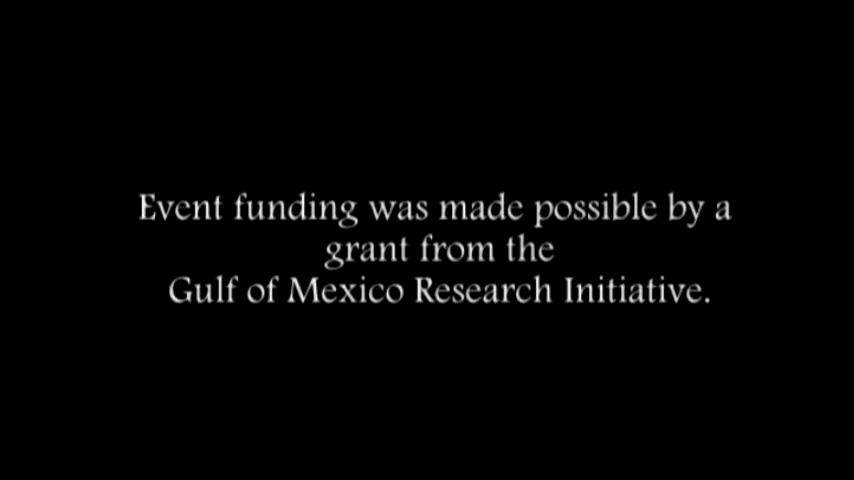 Event funding was made possible by a
grant from the
Gulf of Mexico Research Initiative.